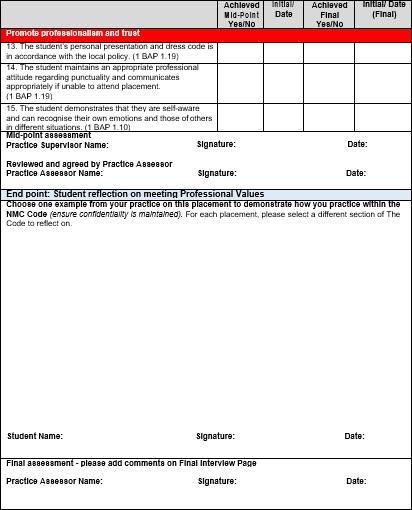 Achieved Mid-Point Yes/No
Initial/ Date
Achieved Final Yes/No
Initial/ Date (Final)
Promote professionalism and trust
13. The student's personal presentation and dress code is
in accordance with the local policy. (1 BAP 1.19)
14. The student maintains an appropriate professional
attitude regarding punctuality and communicates
appropriately if unable to attend placement.
(1 BAP 1.19)
15. The student demonstrates that they are self-aware
and can recognise their own emotions and those of others
in different situations. (1 BAP 1.10)
Mid-point assessment
Practice Supervisor Name: Signature: Date:
Reviewed and agreed by Practice Assessor
Practice Assessor Name: Signature: Date:
End point: Student reflection on meeting Professional Values
Choose one example from your practice on this placement to demonstrate how you practice within the
NMC Code (ensure confidentiality is maintained). For each placement, please select a different section of The
Code to reflect on.
Student Name: Signature: Date:
Final assessment - please add comments on Final Interview Page
Practice Assessor Name: Signature: Date: